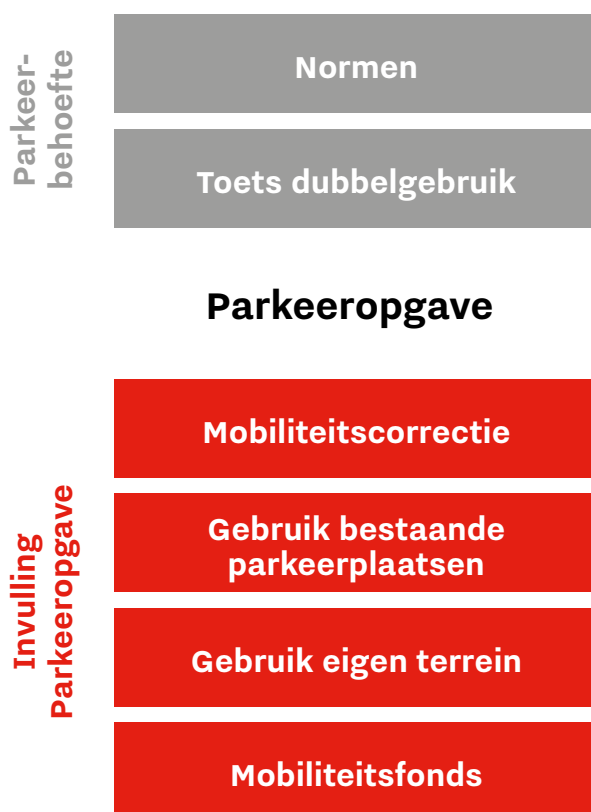 Parkeer-
behoefte
Normen
Toets dubbelgebruik
Parkeeropgave
Invulling
Parkeeropgave
Mobiliteitscorrectie
Gebruik bestaande
parkeerplaatsen
Gebruik eigen terrein
Mobiliteitsfonds